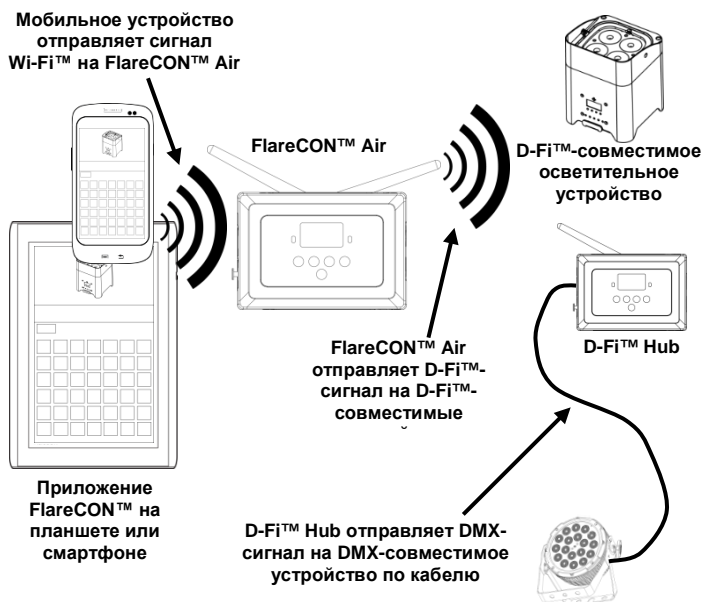 Мобильное устройство
отправляет сигнал
Wi-Fi™ на FlareCON™ Air
FlareCON™ Air
D-Fi™-совместимое
осветительное
устройство
D-Fi™ Hub
FlareCON™ Air
отправляет D-Fi™-
сигнал на D-Fi™-
совместимые
Приложение
FlareCON™ на
планшете или
смартфоне
D-Fi™ Hub отправляет DMX-
сигнал на DMX-совместимое
устройство по кабелю